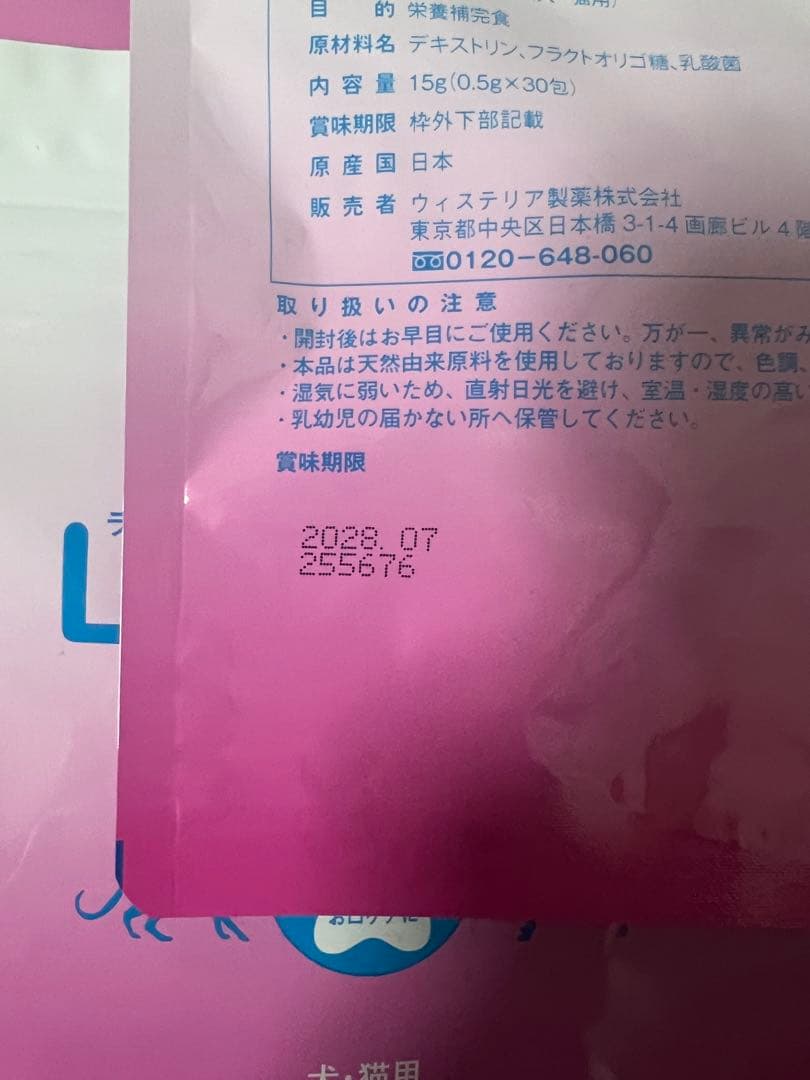 猫用)
目的 栄養補完食
原材料名 デキストリン、フラクトオリゴ糖、乳酸菌
内容量 15g(0.5g×30包)
賞味期限 枠外下部記載
原産国 日本
販売者 ウィステリア製薬株式会社
東京都中央区日本橋3-1-4画廊ビル4階
0120-648-060
取り扱いの注意
・開封後はお早目にご使用ください。万が一、異常がみ
・本品は天然由来原料を使用しておりますので、色調、
・湿気に弱いため、直射日光を避け、室温・湿度の高い
・乳幼児の届かない所へ保管してください。
賞味期限
2028.07
255676
L
お口ケアに
犬・猫用